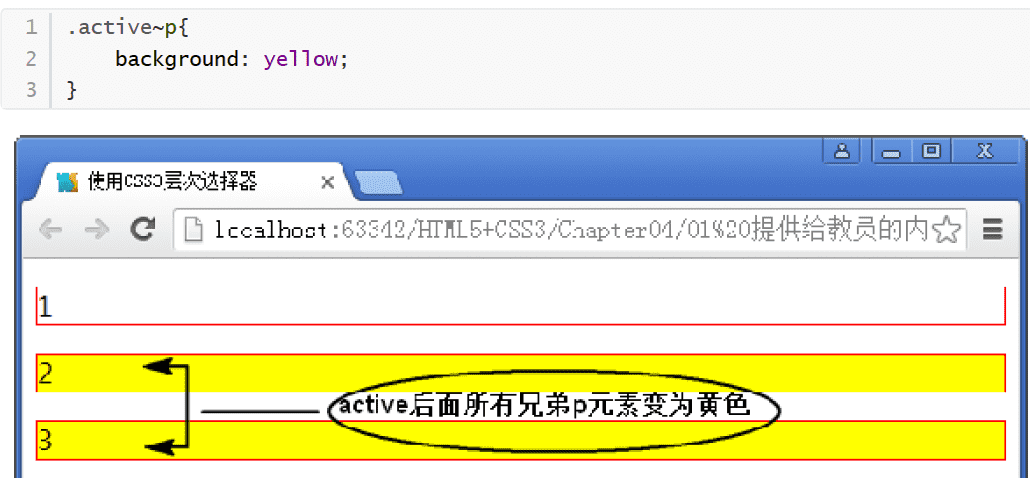 1 .active~p{
2 background: yellow;
3 }
使用CSS3层次选择器
localhost:63342/HTML5+CSS3/Chapter04/01%20提供给教员的内
1
2
active后面所有兄弟p元素变为黄色
3